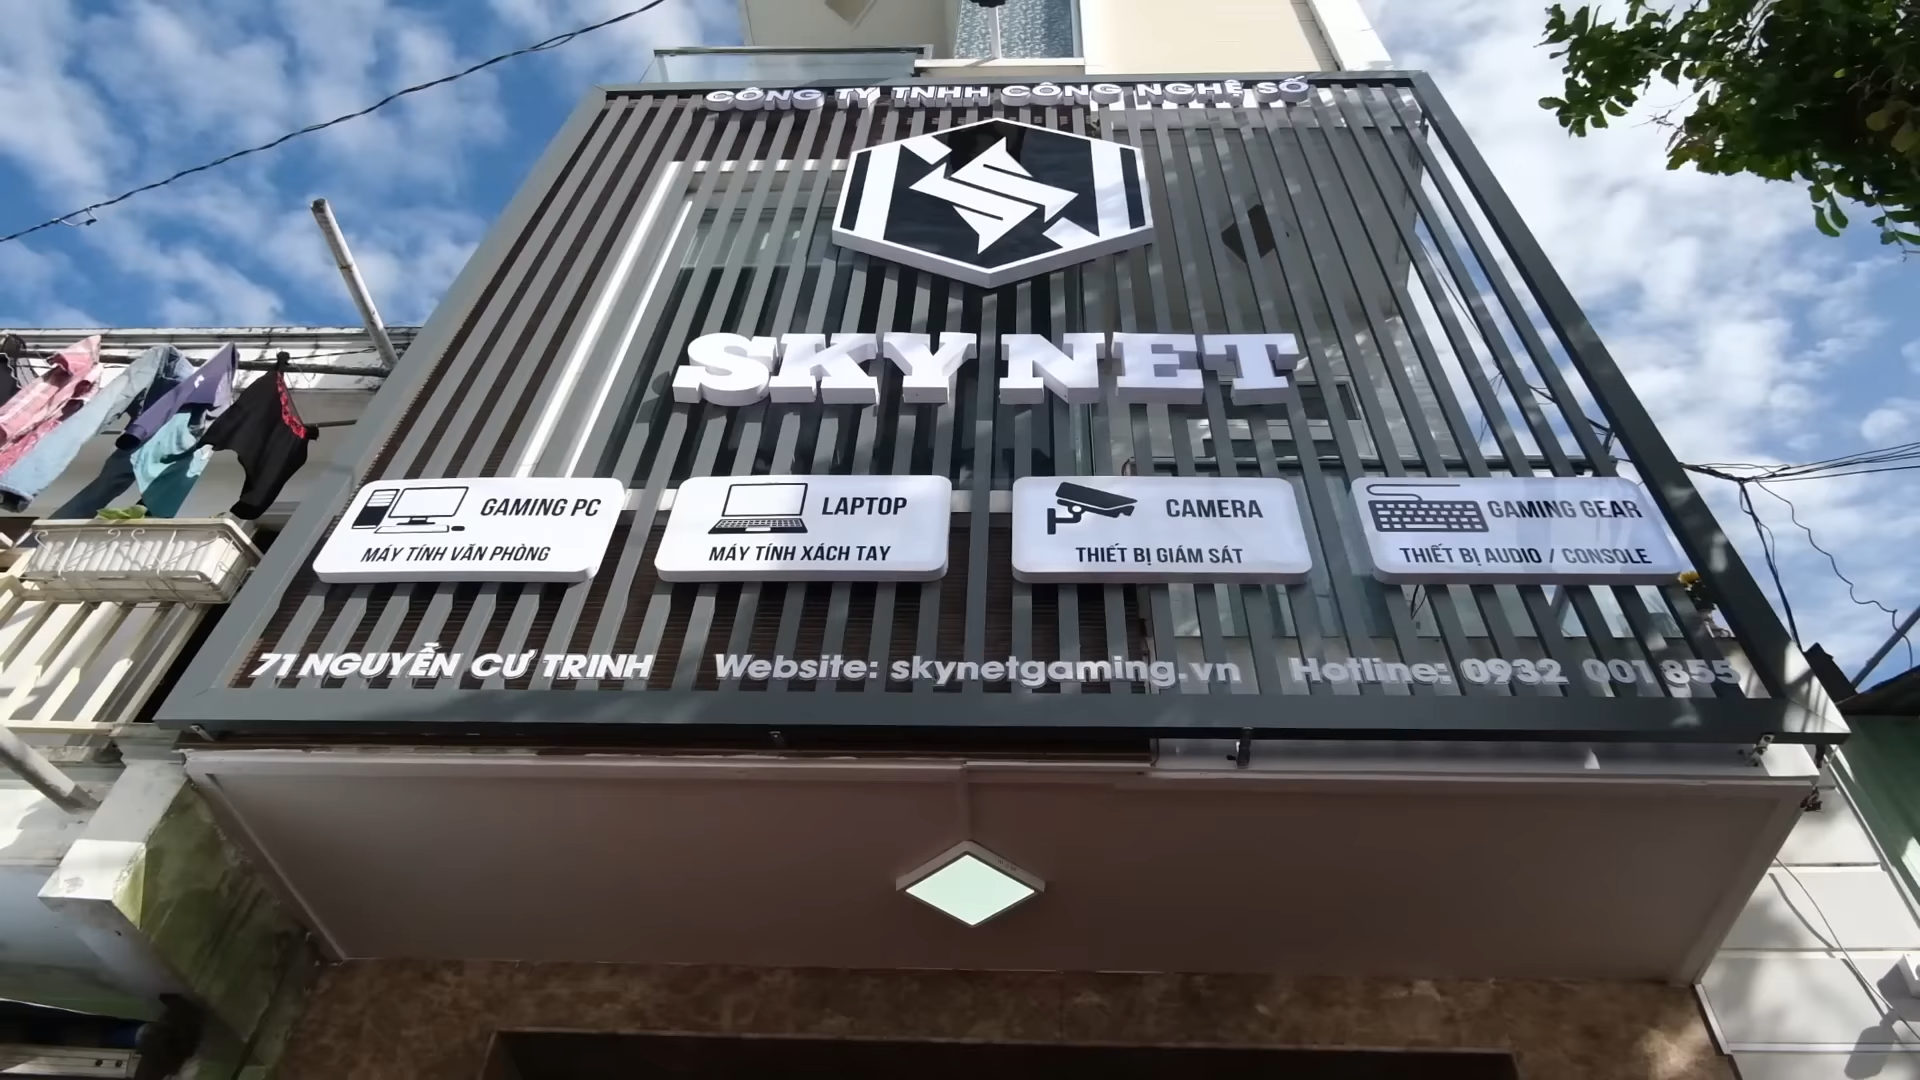 CÔNG TY TNHH CÔNG NGHỆ SỐ
SKYNET
GAMING PC
MÁY TÍNH VĂN PHÒNG
LAPTOP
MÁY TÍNH XÁCH TAY
CAMERA
THIẾT BỊ GIÁM SÁT
GAMING GEAR
THIẾT BỊ AUDIO / CONSOLE
71 NGUYỄN CƯ TRINH Website: skynetgaming.vn Hotline: 0932 001 855